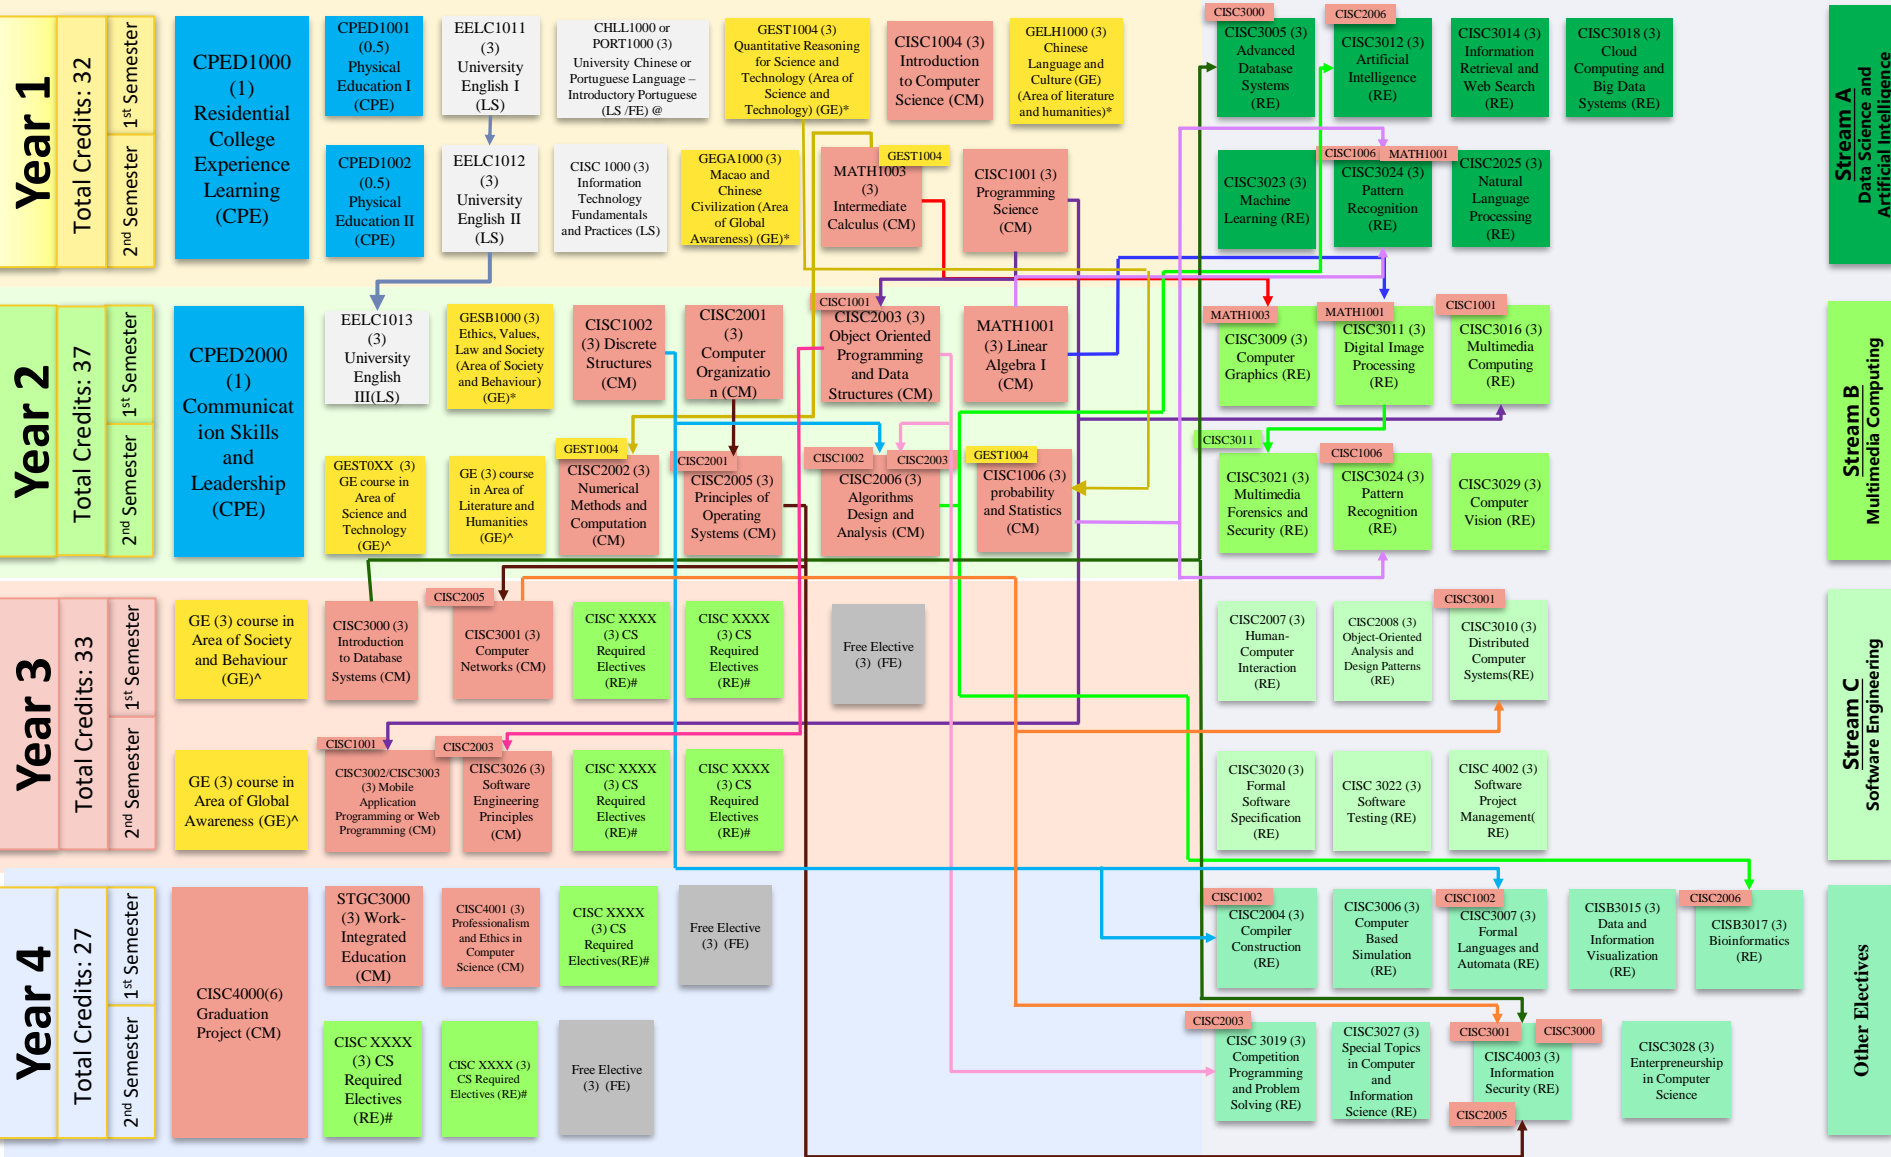 Year 1
Total Credits: 32
1st Semester
2nd Semester
CPED1000
(1)
Residential
College
Experience
Learning
(CPE)
CPED1001
(0.5)
Physical
Education I
(CPE)
EELC1011
(3)
University
English I
(LS)
CHLL1000 or
PORT1000 (3)
University Chinese or
Portuguese Language –
Introductory Portuguese
(LS /FE) @
GEST1004 (3)
Quantitative Reasoning
for Science and
Technology (Area of
Science and
Technology) (GE)*
CISC1004 (3)
Introduction
to Computer
Science (CM)
GELH1000 (3)
Chinese
Language and
Culture (GE)
(Area of literature
and humanities)*
CPED1002
(0.5)
Physical
Education II
(CPE)
EELC1012
(3)
University
English II
(LS)
CISC 1000 (3)
Information
Technology
Fundamentals
and Practices (LS)
GEGA1000 (3)
Macao and
Chinese
Civilization (Area
of Global
Awareness) (GE)*
GEST1004
MATH1003
(3)
Intermediate
Calculus (CM)
CISC1001 (3)
Programming
Science
(CM)
CISC3000
CISC3005 (3)
Advanced
Database
Systems
(RE)
CISC2006
CISC3012 (3)
Artificial
Intelligence
(RE)
CISC3014 (3)
Information
Retrieval and
Web Search
(RE)
CISC3018 (3)
Cloud
Computing and
Big Data
Systems (RE)
CISC3023 (3)
Machine
Learning (RE)
CISC1006
MATH1001
CISC3024 (3)
Pattern
Recognition
(RE)
CISC2025 (3)
Natural
Language
Processing
(RE)
Stream A
Data Science and
Artificial Intelligence
Year 2
Total Credits: 37
1st Semester
2nd Semester
CPED2000
(1)
Communicat
ion Skills
and
Leadership
(CPE)
EELC1013
(3)
University
English
III(LS)
GESB1000 (3)
Ethics, Values,
Law and Society
(Area of Society
and Behaviour)
(GE)*
CISC1002
(3) Discrete
Structures
(CM)
CISC2001
(3)
Computer
Organizatio
n (CM)
CISC1001
CISC2003 (3)
Object Oriented
Programming
and Data
Structures (CM)
MATH1001
(3) Linear
Algebra I
(CM)
GEST0XX (3)
GE course in
Area of
Science and
Technology
(GE)^
GE (3) course
in Area of
Literature and
Humanities
(GE)^
GEST1004
CISC2002 (3)
Numerical
Methods and
Computation
(CM)
CISC2001
CISC2005 (3)
Principles of
Operating
Systems (CM)
CISC1002
CISC2003
CISC2006 (3)
Algorithms
Design and
Analysis (CM)
GEST1004
CISC1006 (3)
probability
and Statistics
(CM)
MATH1003
CISC3009 (3)
Computer
Graphics (RE)
MATH1001
CISC3011 (3)
Digital Image
Processing
(RE)
CISC1001
CISC3016 (3)
Multimedia
Computing
(RE)
CISC3011
CISC3021 (3)
Multimedia
Forensics and
Security (RE)
CISC1006
CISC3024 (3)
Pattern
Recognition
(RE)
CISC3029 (3)
Computer
Vision (RE)
Stream B
Multimedia Computing
Year 3
Total Credits: 33
1st Semester
2nd Semester
GE (3) course in
Area of Society
and Behaviour
(GE)^
CISC3000 (3)
Introduction
to Database
Systems (CM)
CISC2005
CISC3001 (3)
Computer
Networks (CM)
CISC XXXX
(3) CS
Required
Electives
(RE)#
CISC XXXX
(3) CS
Required
Electives
(RE)#
Free Elective
(3) (FE)
GE (3) course in
Area of Global
Awareness (GE)^
CISC1001
CISC3002/CISC3003
(3) Mobile
Application
Programming or Web
Programming (CM)
CISC2003
CISC3026 (3)
Software
Engineering
Principles
(CM)
CISC XXXX
(3) CS
Required
Electives
(RE)#
CISC XXXX
(3) CS
Required
Electives
(RE)#
CISC2007 (3)
Human-
Computer
Interaction
(RE)
CISC2008 (3)
Object-Oriented
Analysis and
Design Patterns
(RE)
CISC3001
CISC3010 (3)
Distributed
Computer
Systems(RE)
CISC3020 (3)
Formal
Software
Specification
(RE)
CISC 3022 (3)
Software
Testing (RE)
CISC 4002 (3)
Software
Project
Management(
RE)
Stream C
Software Engineering
Year 4
Total Credits: 27
1st Semester
2nd Semester
CISC4000(6)
Graduation
Project (CM)
STGC3000
(3) Work-
Integrated
Education
(CM)
CISC4001 (3)
Professionalism
and Ethics in
Computer
Science (CM)
CISC XXXX
(3) CS
Required
Electives(RE)#
Free Elective
(3) (FE)
CISC XXXX
(3) CS
Required
Electives
(RE)#
CISC XXXX (3)
CS Required
Electives (RE)#
Free Elective
(3) (FE)
CISC1002
CISC2004 (3)
Compiler
Construction
(RE)
CISC3006 (3)
Computer
Based
Simulation
(RE)
CISC1002
CISC3007 (3)
Formal
Languages and
Automata (RE)
CISB3015 (3)
Data and
Information
Visualization
(RE)
CISC2006
CISB3017 (3)
Bioinformatics
(RE)
CISC2003
CISC 3019 (3)
Competition
Programming
and Problem
Solving (RE)
CISC3027 (3)
Special Topics
in Computer
and
Information
Science (RE)
CISC3001
CISC3000
CISC4003 (3)
Information
Security (RE)
CISC2005
CISC3028 (3)
Enterpreneurship
in Computer
Science
Other Electives